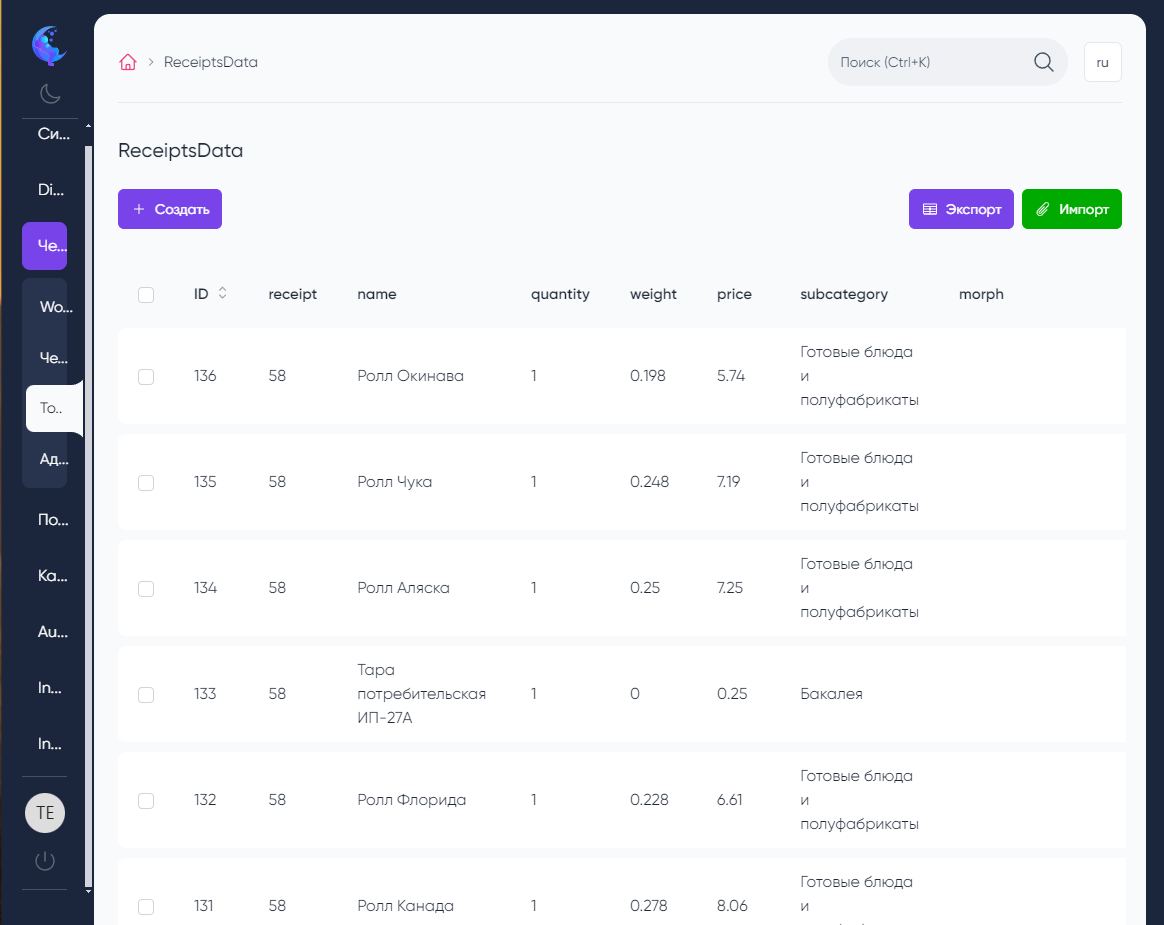 ReceiptsData
Поиск (Ctrl+K)
ru
Си...
Di...
Че...
Wo...
Че...
То..
Ад...
По...
Ка...
Au...
In...
In...
TE
ReceiptsData
Создать
Экспорт
Импорт
ID receipt name quantity weight price subcategory morph
136 58 Ролл Окинава 1 0.198 5.74 Готовые блюда
и
полуфабрикаты
135 58 Ролл Чука 1 0.248 7.19 Готовые блюда
и
полуфабрикаты
134 58 Ролл Аляска 1 0.25 7.25 Готовые блюда
и
полуфабрикаты
133 58 Тара
потребительская
ИП-27А 1 0 0.25 Бакалея
132 58 Ролл Флорида 1 0.228 6.61 Готовые блюда
и
полуфабрикаты
131 58 Ролл Канада 1 0.278 8.06 Готовые блюда
и